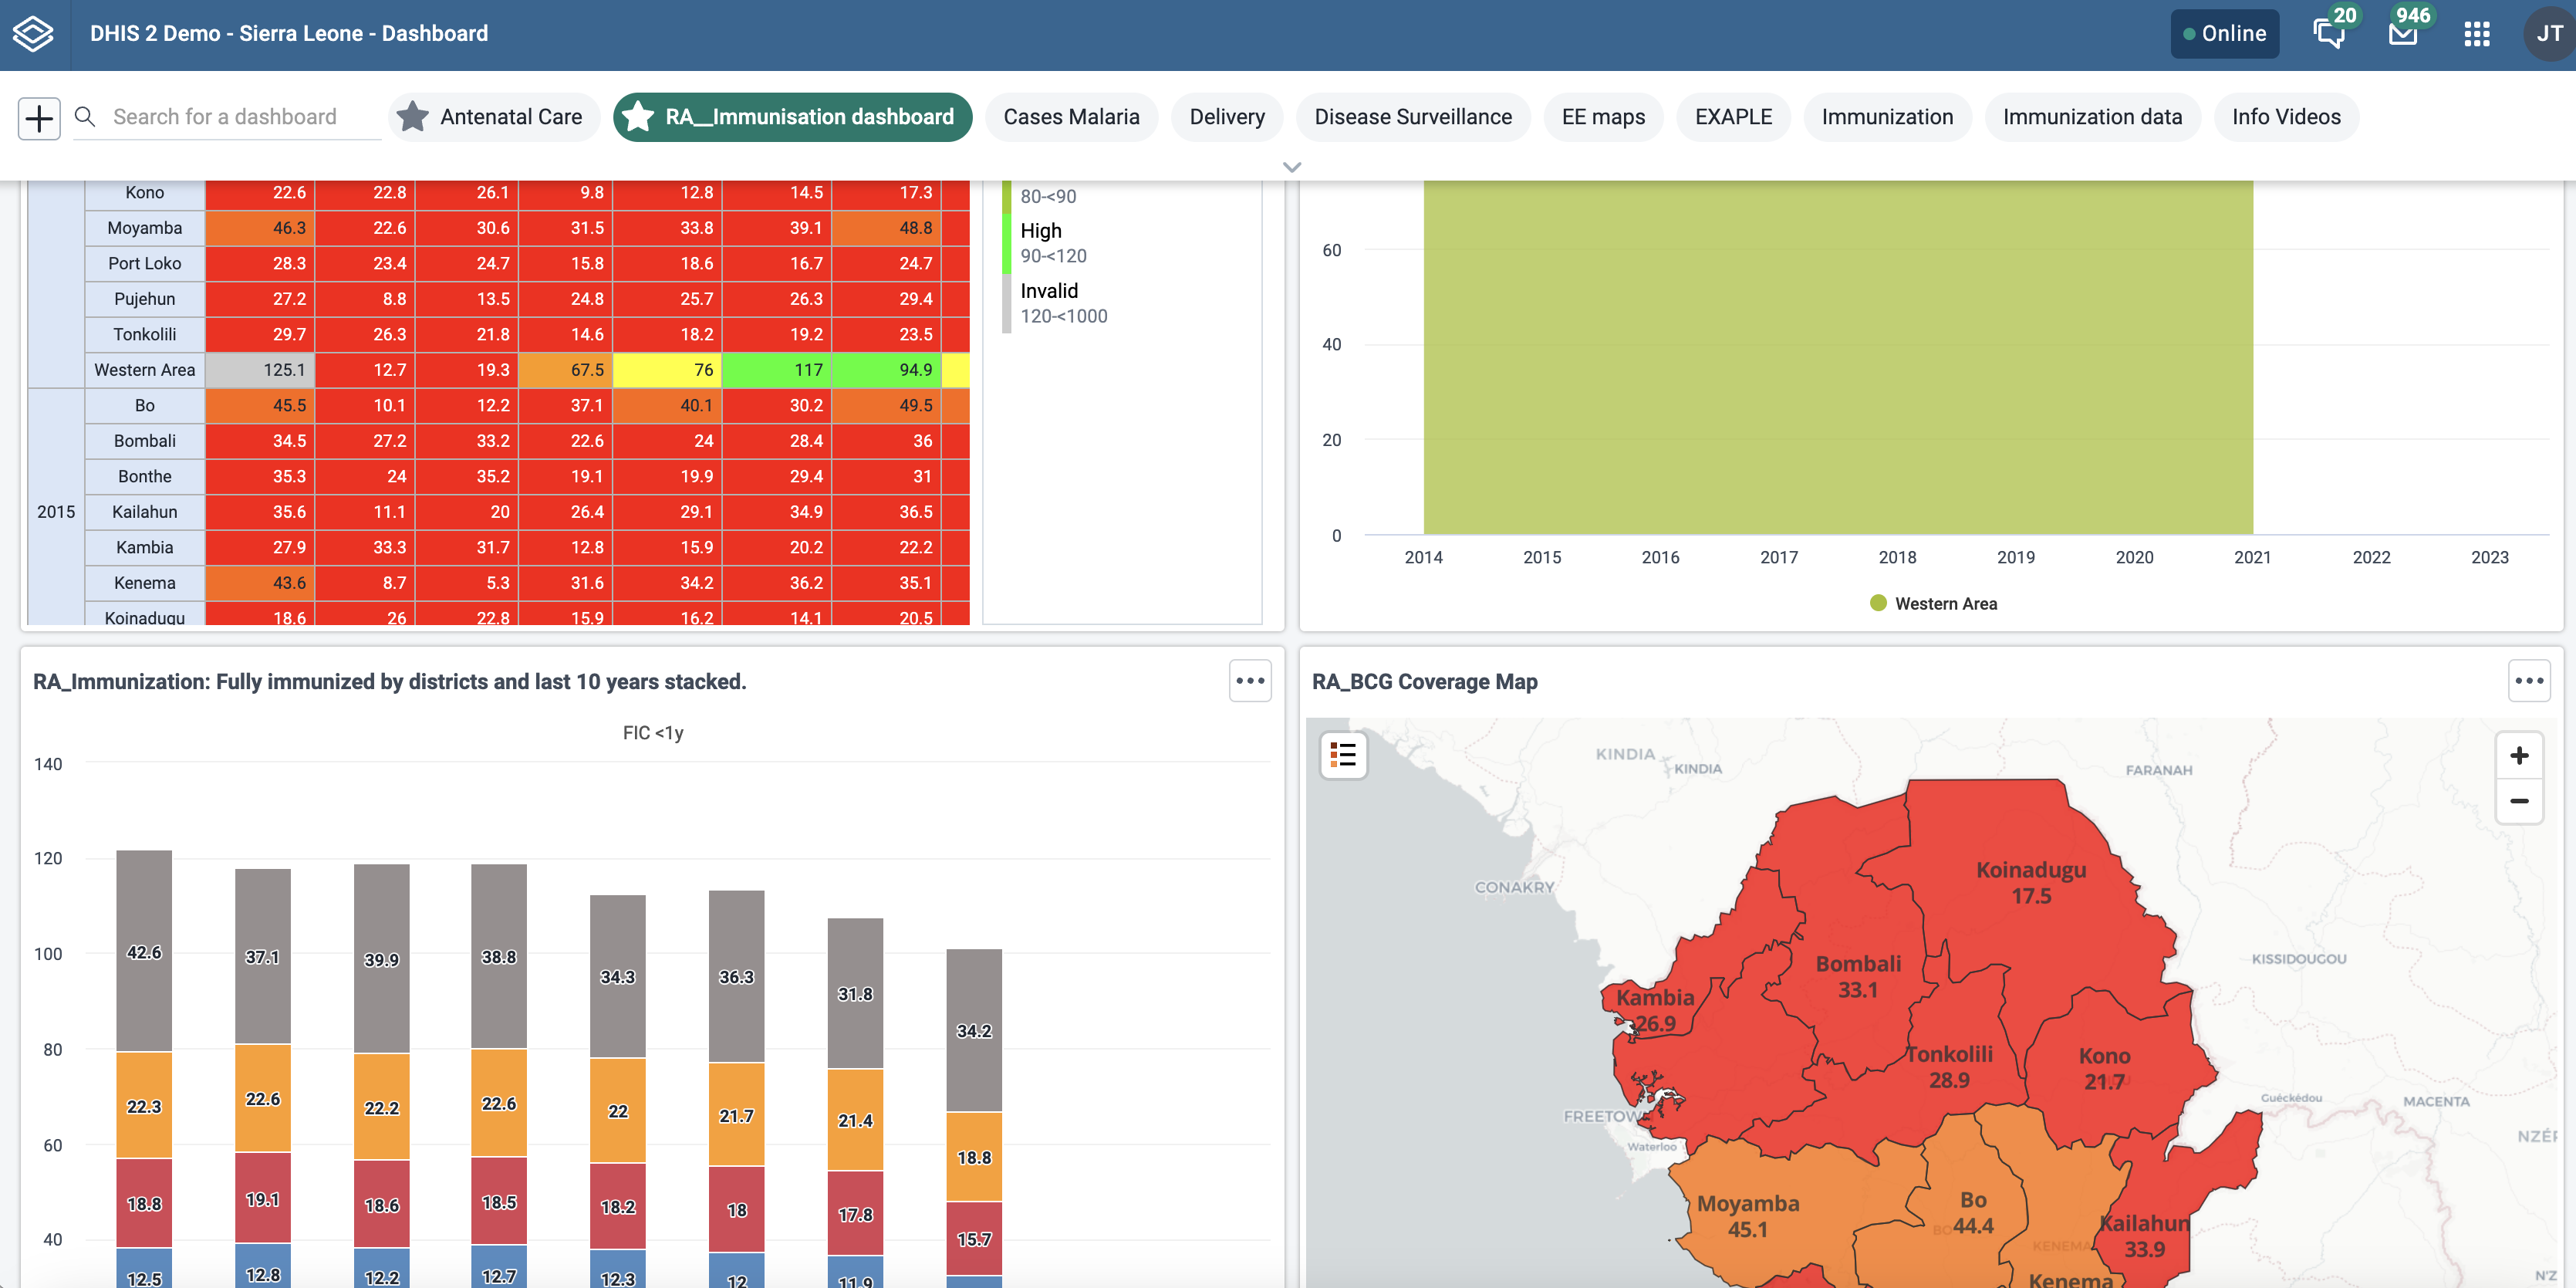 DHIS 2 Demo - Sierra Leone - Dashboard
Online
20
946
JT
Search for a dashboard
Antenatal Care
RA__Immunisation dashboard
Cases Malaria
Delivery
Disease Surveillance
EE maps
EXAPLE
Immunization
Immunization data
Info Videos
Kono 22.6 22.8 26.1 9.8 12.8 14.5 17.3
Moyamba 46.3 22.6 30.6 31.5 33.8 39.1 48.8
Port Loko 28.3 23.4 24.7 15.8 18.6 16.7 24.7
Pujehun 27.2 8.8 13.5 24.8 25.7 26.3 29.4
Tonkolili 29.7 26.3 21.8 14.6 18.2 19.2 23.5
Western Area 125.1 12.7 19.3 67.5 76 117 94.9
2015
Bo 45.5 10.1 12.2 37.1 40.1 30.2 49.5
Bombali 34.5 27.2 33.2 22.6 24 28.4 36
Bonthe 35.3 24 35.2 19.1 19.9 29.4 31
Kailahun 35.6 11.1 20 26.4 29.1 34.9 36.5
Kambia 27.9 33.3 31.7 12.8 15.9 20.2 22.2
Kenema 43.6 8.7 5.3 31.6 34.2 36.2 35.1
Koinadugu 18.6 26 22.8 15.9 16.2 14.1 20.5
80-<90
High
90-<120
Invalid
120-<1000
60
40
20
0
2014 2015 2016 2017 2018 2019 2020 2021 2022 2023
Western Area
RA_Immunization: Fully immunized by districts and last 10 years stacked.
FIC <1y
140
120
100
80
60
40
42.6 37.1 39.9 38.8 34.3 36.3 31.8 34.2
22.3 22.6 22.2 22.6 22 21.7 21.4 18.8
18.8 19.1 18.6 18.5 18.2 18 17.8 15.7
12.5 12.8 12.2 12.7 12.3 12 11.9
RA_BCG Coverage Map
KINDIA
KINDIA
FARANAH
CONAKRY
Koinadugu
17.5
KISSIDOUGOU
Bombali
33.1
Kambia
26.9
Tonkolili
28.9
Kono
21.7
Guéckédou
MACENTA
Waterloo
Moyamba
45.1
Bo
44.4
KENEMA
Kailahun
33.9
Kenema